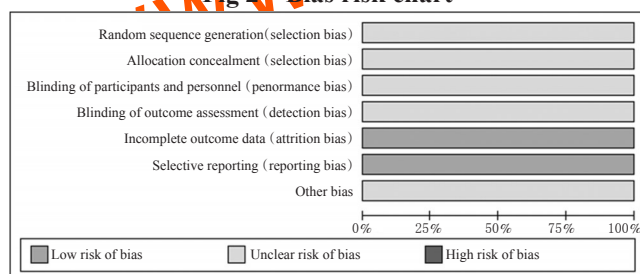 Random sequence generation(selection bias)
Allocation concealment (selection bias)
Blinding of participants and personnel (penormance bias)
Blinding of outcome assessment (detection bias)
Incomplete outcome data (attrition bias)
Selective reporting (reporting bias)
Other bias
0% 25% 50% 75% 100%
Low risk of bias Unclear risk of bias High risk of bias